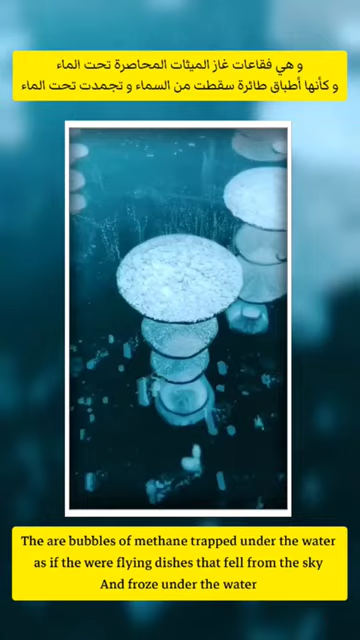 و هي فقاعات غاز الميثات المحاصرة تحت الماء
و كأنها أطباق طائرة سقطت من السماء و تجمدت تحت الماء
The are bubbles of methane trapped under the water
as if the were flying dishes that fell from the sky
And froze under the water